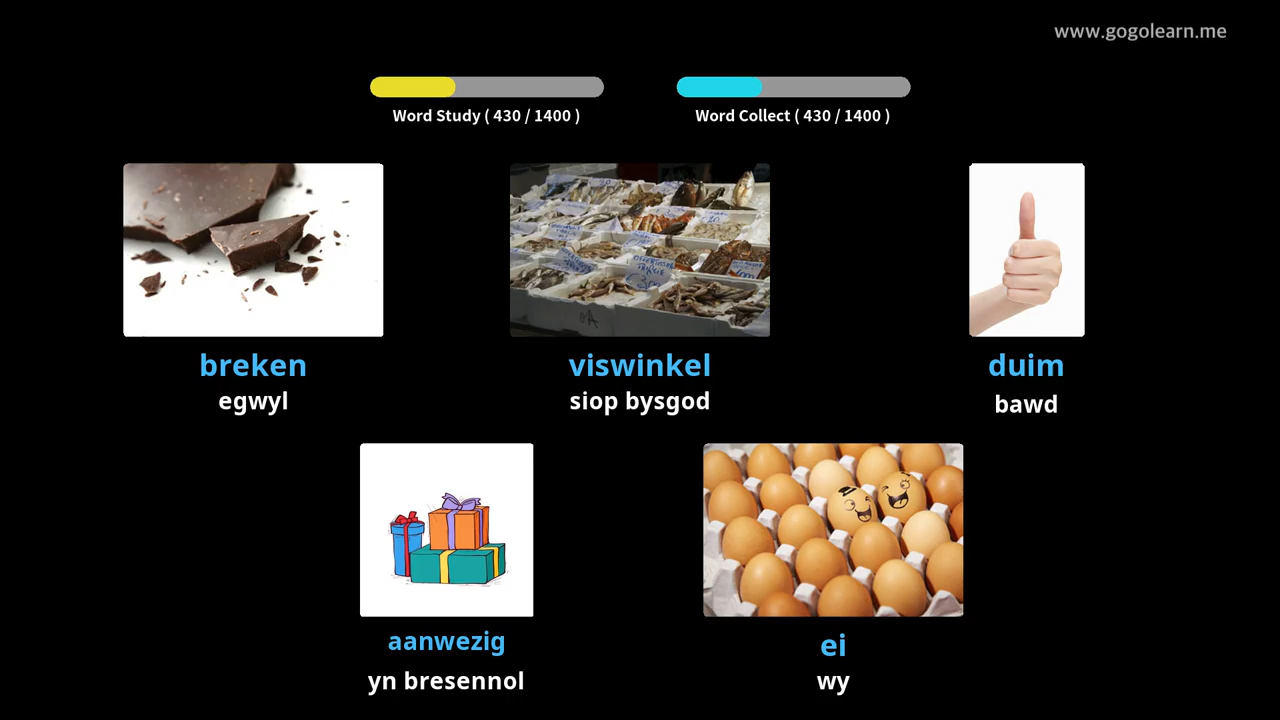 www.gogolearn.me
Word Study ( 430 / 1400 )
Word Collect ( 430 / 1400 )
breken
egwyl
viswinkel
siop bysgod
duim
bawd
aanwezig
yn bresennol
ei
wy